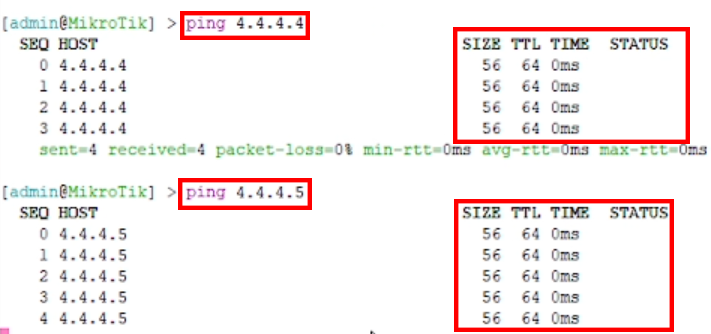 [admin@MikroTik] > ping 4.4.4.4
SEQ HOST SIZE TTL TIME STATUS
0 4.4.4.4 56 64 0ms
1 4.4.4.4 56 64 0ms
2 4.4.4.4 56 64 0ms
3 4.4.4.4 56 64 0ms
sent=4 received=4 packet-loss=0% min-rtt=0ms avg-rtt=0ms max-rtt=0ms
[admin@MikroTik] > ping 4.4.4.5
SEQ HOST SIZE TTL TIME STATUS
0 4.4.4.5 56 64 0ms
1 4.4.4.5 56 64 0ms
2 4.4.4.5 56 64 0ms
3 4.4.4.5 56 64 0ms
4 4.4.4.5 56 64 0ms